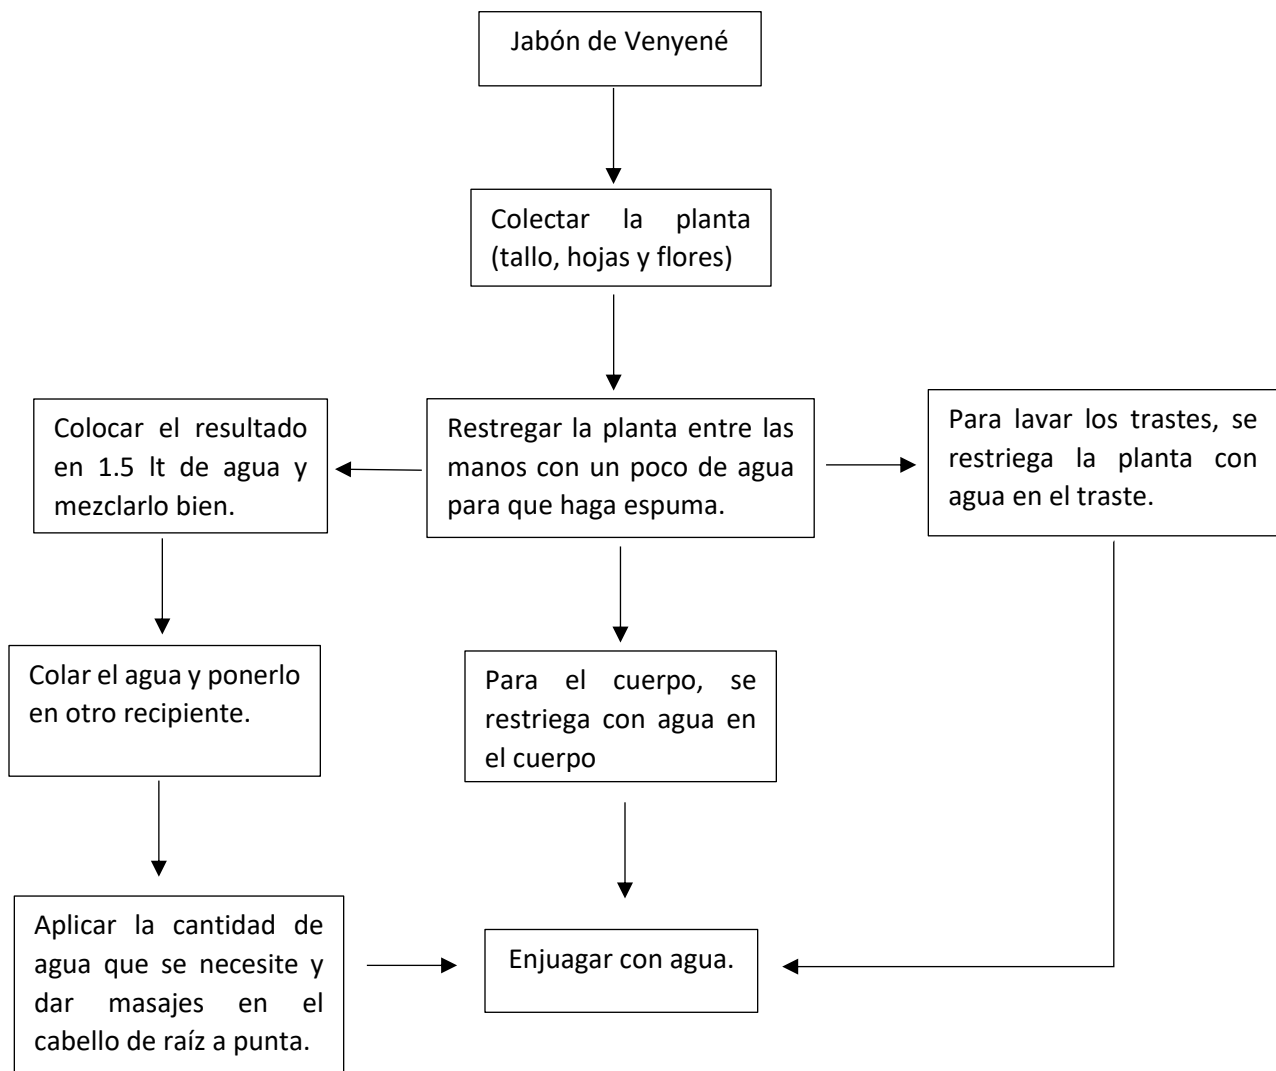 Jabón de Venyené
Colectar la planta
(tallo, hojas y flores)
Colocar el resultado
en 1.5 lt de agua y
mezclarlo bien.
Restregar la planta entre las
manos con un poco de agua
para que haga espuma.
Para lavar los trastes, se
restriega la planta con
agua en el traste.
Colar el agua y ponerlo
en otro recipiente.
Para el cuerpo, se
restriega con agua en
el cuerpo
Aplicar la cantidad de
agua que se necesite y
dar masajes en el
cabello de raíz a punta.
Enjuagar con agua.